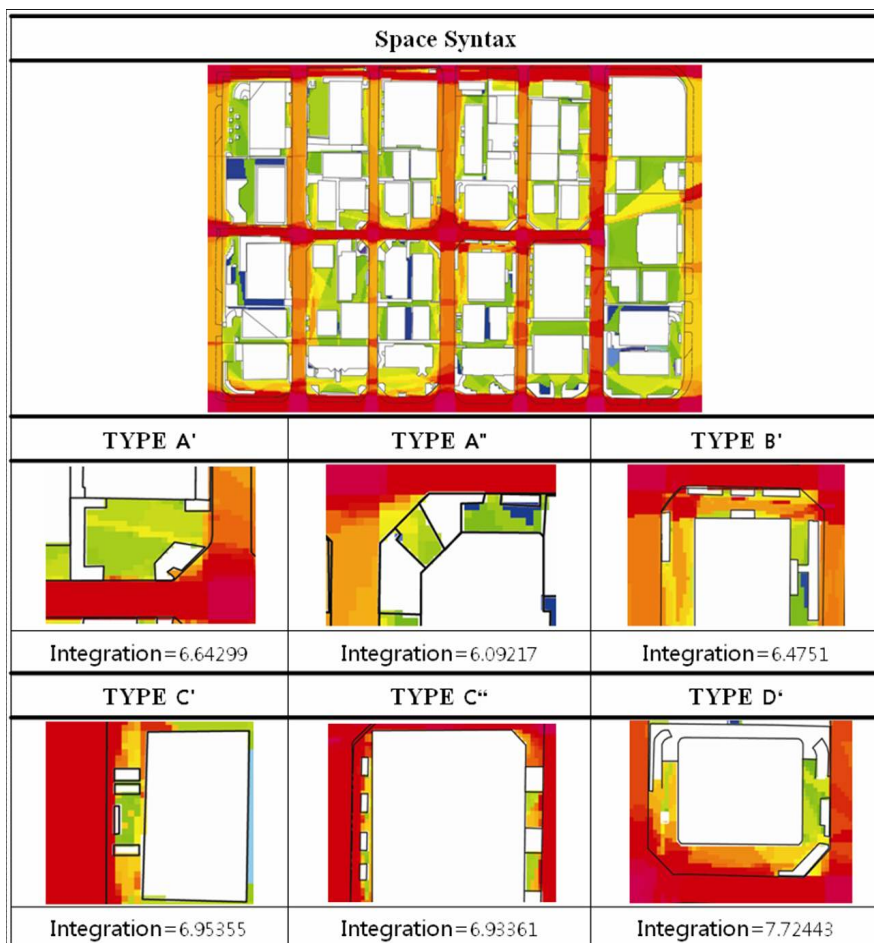 Space Syntax
TYPE A' TYPE A" TYPE B'
Integration=6.64299 Integration=6.09217 Integration=6.4751
TYPE C' TYPE C“ TYPE D‘
Integration=6.95355 Integration=6.93361 Integration=7.72443